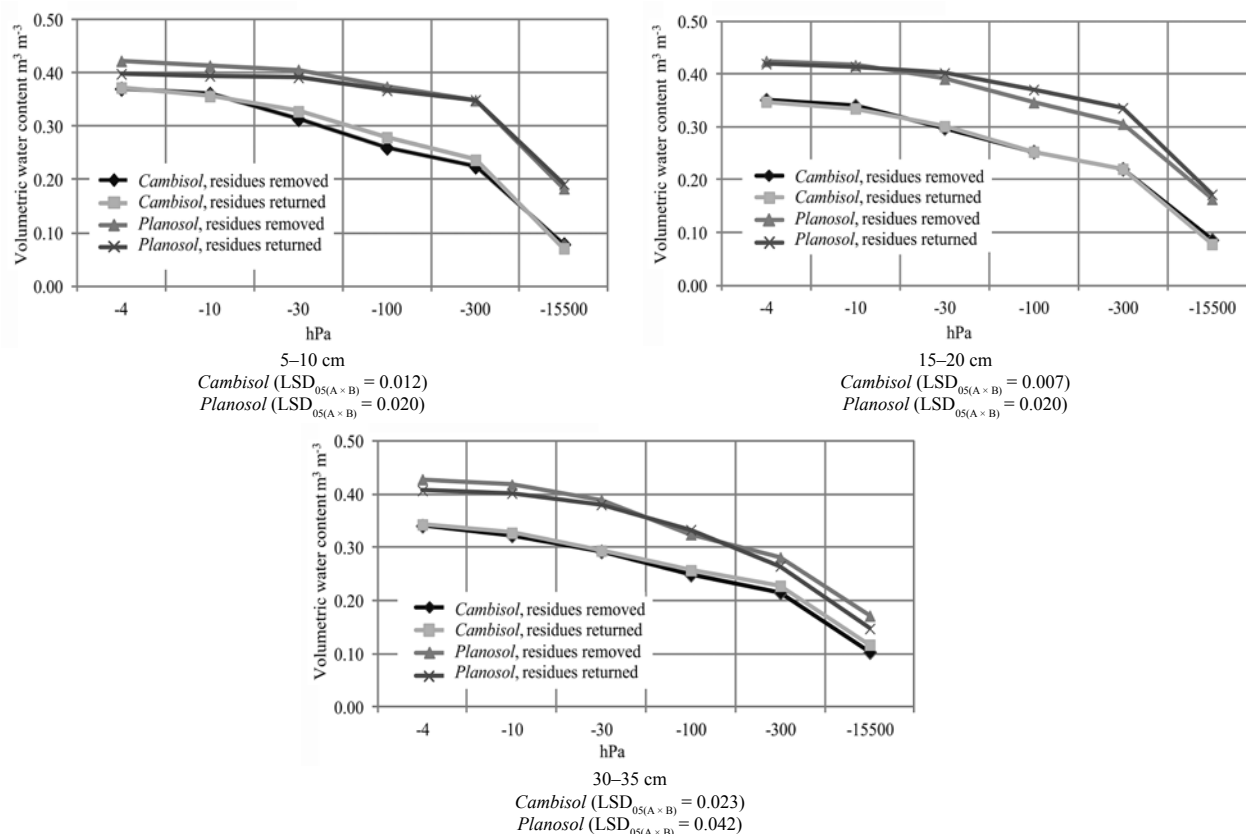 Volumetric water content m³ m⁻³
0.50
0.40
0.30
0.20
0.10
0.00
Cambisol, residues removed
Cambisol, residues returned
Planosol, residues removed
Planosol, residues returned
-4 -10 -30 -100 -300 -15500
hPa
5–10 cm
Cambisol (LSD05(A × B) = 0.012)
Planosol (LSD05(A × B) = 0.020)
Volumetric water content m³ m⁻³
0.50
0.40
0.30
0.20
0.10
0.00
Cambisol, residues removed
Cambisol, residues returned
Planosol, residues removed
Planosol, residues returned
-4 -10 -30 -100 -300 -15500
hPa
15–20 cm
Cambisol (LSD05(A × B) = 0.007)
Planosol (LSD05(A × B) = 0.020)
Volumetric water content m³ m⁻³
0.50
0.40
0.30
0.20
0.10
0.00
Cambisol, residues removed
Cambisol, residues returned
Planosol, residues removed
Planosol, residues returned
-4 -10 -30 -100 -300 -15500
hPa
30–35 cm
Cambisol (LSD05(A × B) = 0.023)
Planosol (LSD05(A × B) = 0.042)